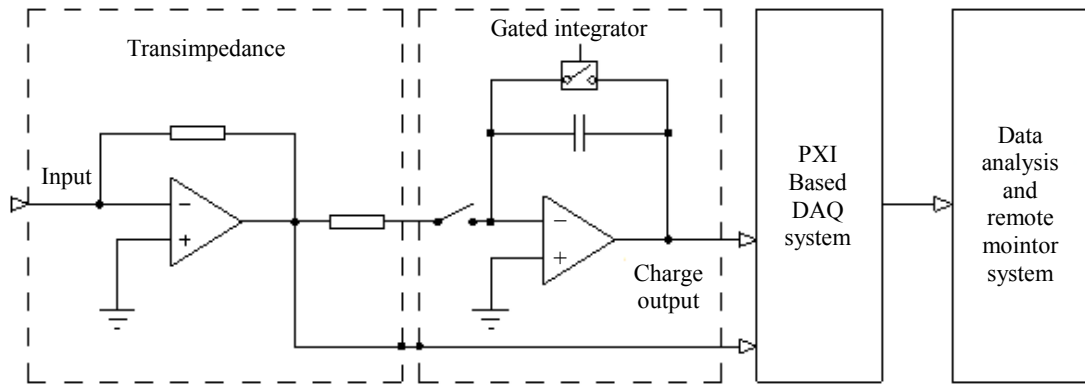 Transimpedance
Input
−
+
Gated integrator
−
+
Charge
output
PXI
Based
DAQ
system
Data
analysis
and
remote
mointor
system